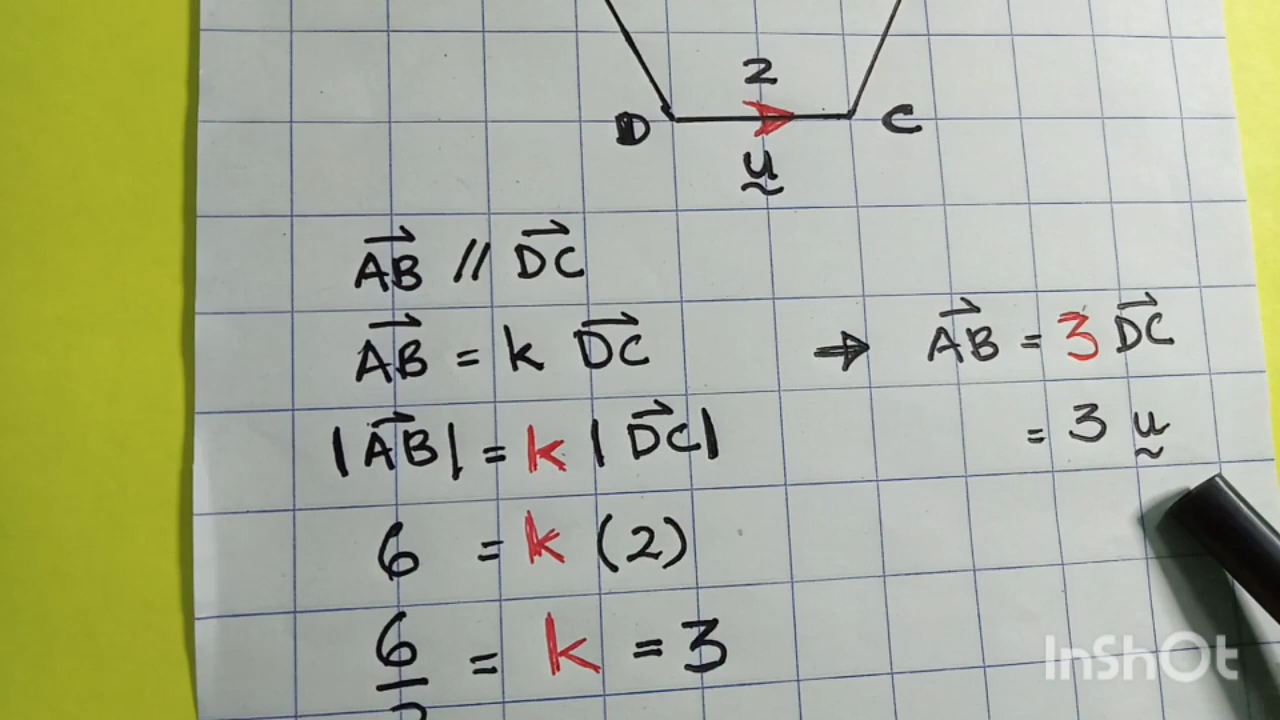 2
D C
u
AB // DC
AB = k DC ⇒ AB = 3 DC
|AB| = k |DC| = 3 u
6 = k (2)
6 = k = 3
InShOt